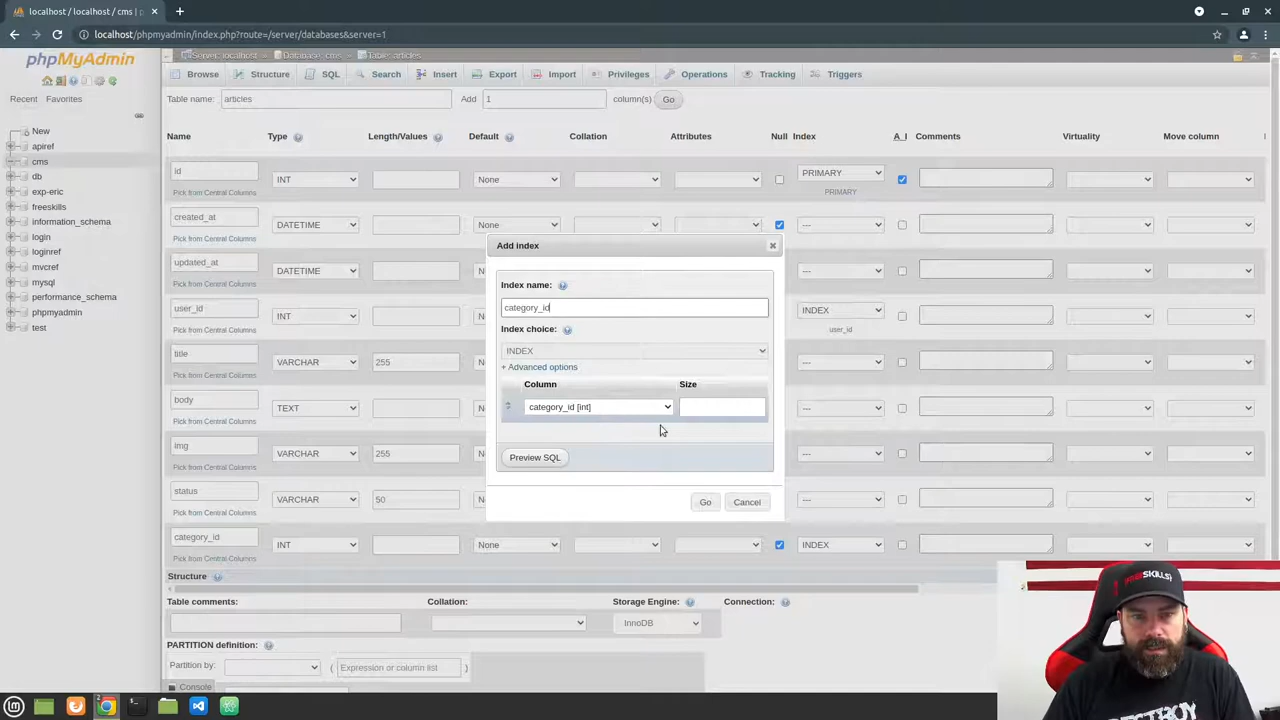 localhost / localhost / cms | p
localhost/phpmyadmin/index.php?route=/server/databases&server=1
phpMyAdmin
Recent Favorites
New
apiref
cms
db
exp-eric
freeskills
information_schema
login
loginref
mvcref
mysql
performance_schema
phpmyadmin
test
Server: localhost Database: cms Table: articles
Browse Structure SQL Search Insert Export Import Privileges Operations Tracking Triggers
Table name: articles Add 1 column(s) Go
Name Type Length/Values Default Collation Attributes Null Index A_I Comments Virtuality Move column
id INT None PRIMARY
Pick from Central Columns PRIMARY
created_at DATETIME None ---
Pick from Central Columns
updated_at DATETIME ---
Pick from Central Columns
user_id INT INDEX
Pick from Central Columns user_id
title VARCHAR 255 ---
Pick from Central Columns
body TEXT ---
Pick from Central Columns
img VARCHAR 255 ---
Pick from Central Columns
status VARCHAR 50 ---
Pick from Central Columns
category_id INT None INDEX
Pick from Central Columns
Add index
Index name:
category_id
Index choice:
INDEX
+ Advanced options
Column Size
category_id [int]
Preview SQL
Go Cancel
Structure
Table comments: Collation: Storage Engine: Connection:
InnoDB
PARTITION definition:
Partition by: ( Expression or column list )
Console